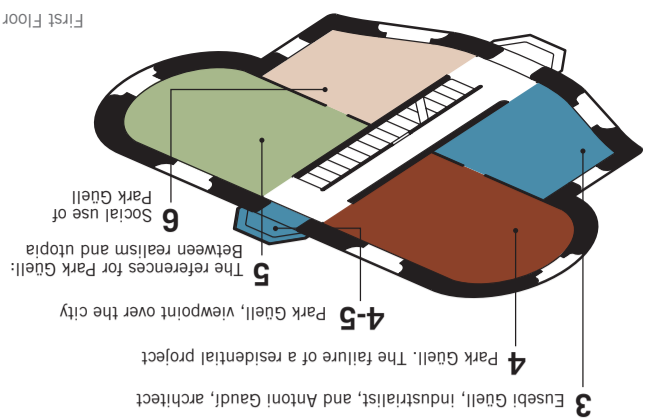 3 Eusebi Güell, industrialist, and Antoni Gaudí, architect
4 Park Güell. The failure of a residential project
4-5 Park Güell, viewpoint over the city
5 The references for Park Güell:
Between realism and utopia
6 Social use of
Park Güell
First Floor